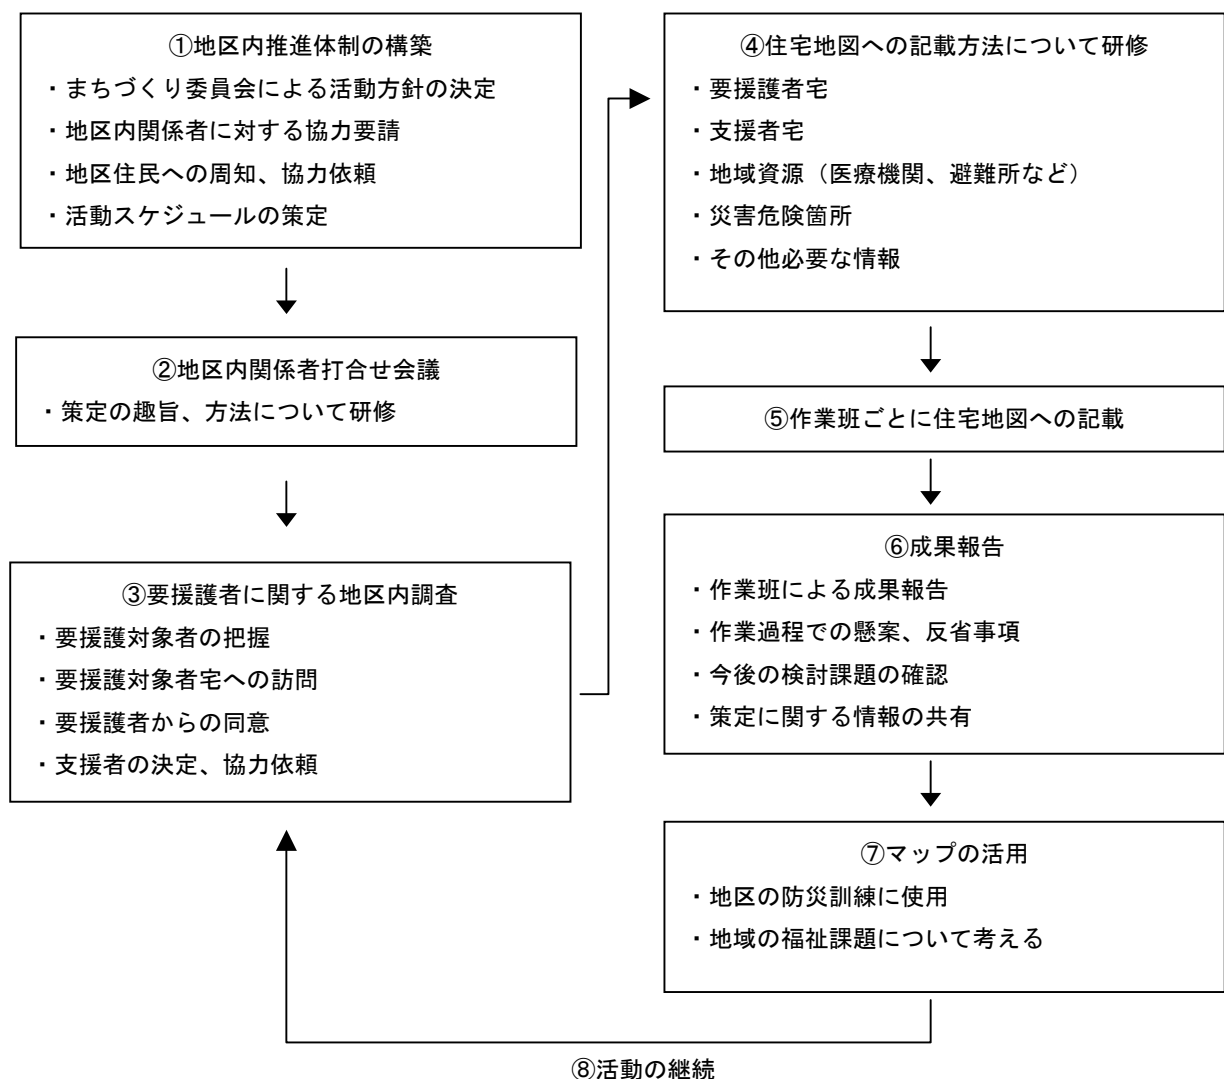 ①地区内推進体制の構築
・まちづくり委員会による活動方針の決定
・地区内関係者に対する協力要請
・地区住民への周知、協力依頼
・活動スケジュールの策定
②地区内関係者打合せ会議
・策定の趣旨、方法について研修
③要援護者に関する地区内調査
・要援護対象者の把握
・要援護対象者宅への訪問
・要援護者からの同意
・支援者の決定、協力依頼
④住宅地図への記載方法について研修
・要援護者宅
・支援者宅
・地域資源（医療機関、避難所など）
・災害危険箇所
・その他必要な情報
⑤作業班ごとに住宅地図への記載
⑥成果報告
・作業班による成果報告
・作業過程での懸案、反省事項
・今後の検討課題の確認
・策定に関する情報の共有
⑦マップの活用
・地区の防災訓練に使用
・地域の福祉課題について考える
⑧活動の継続